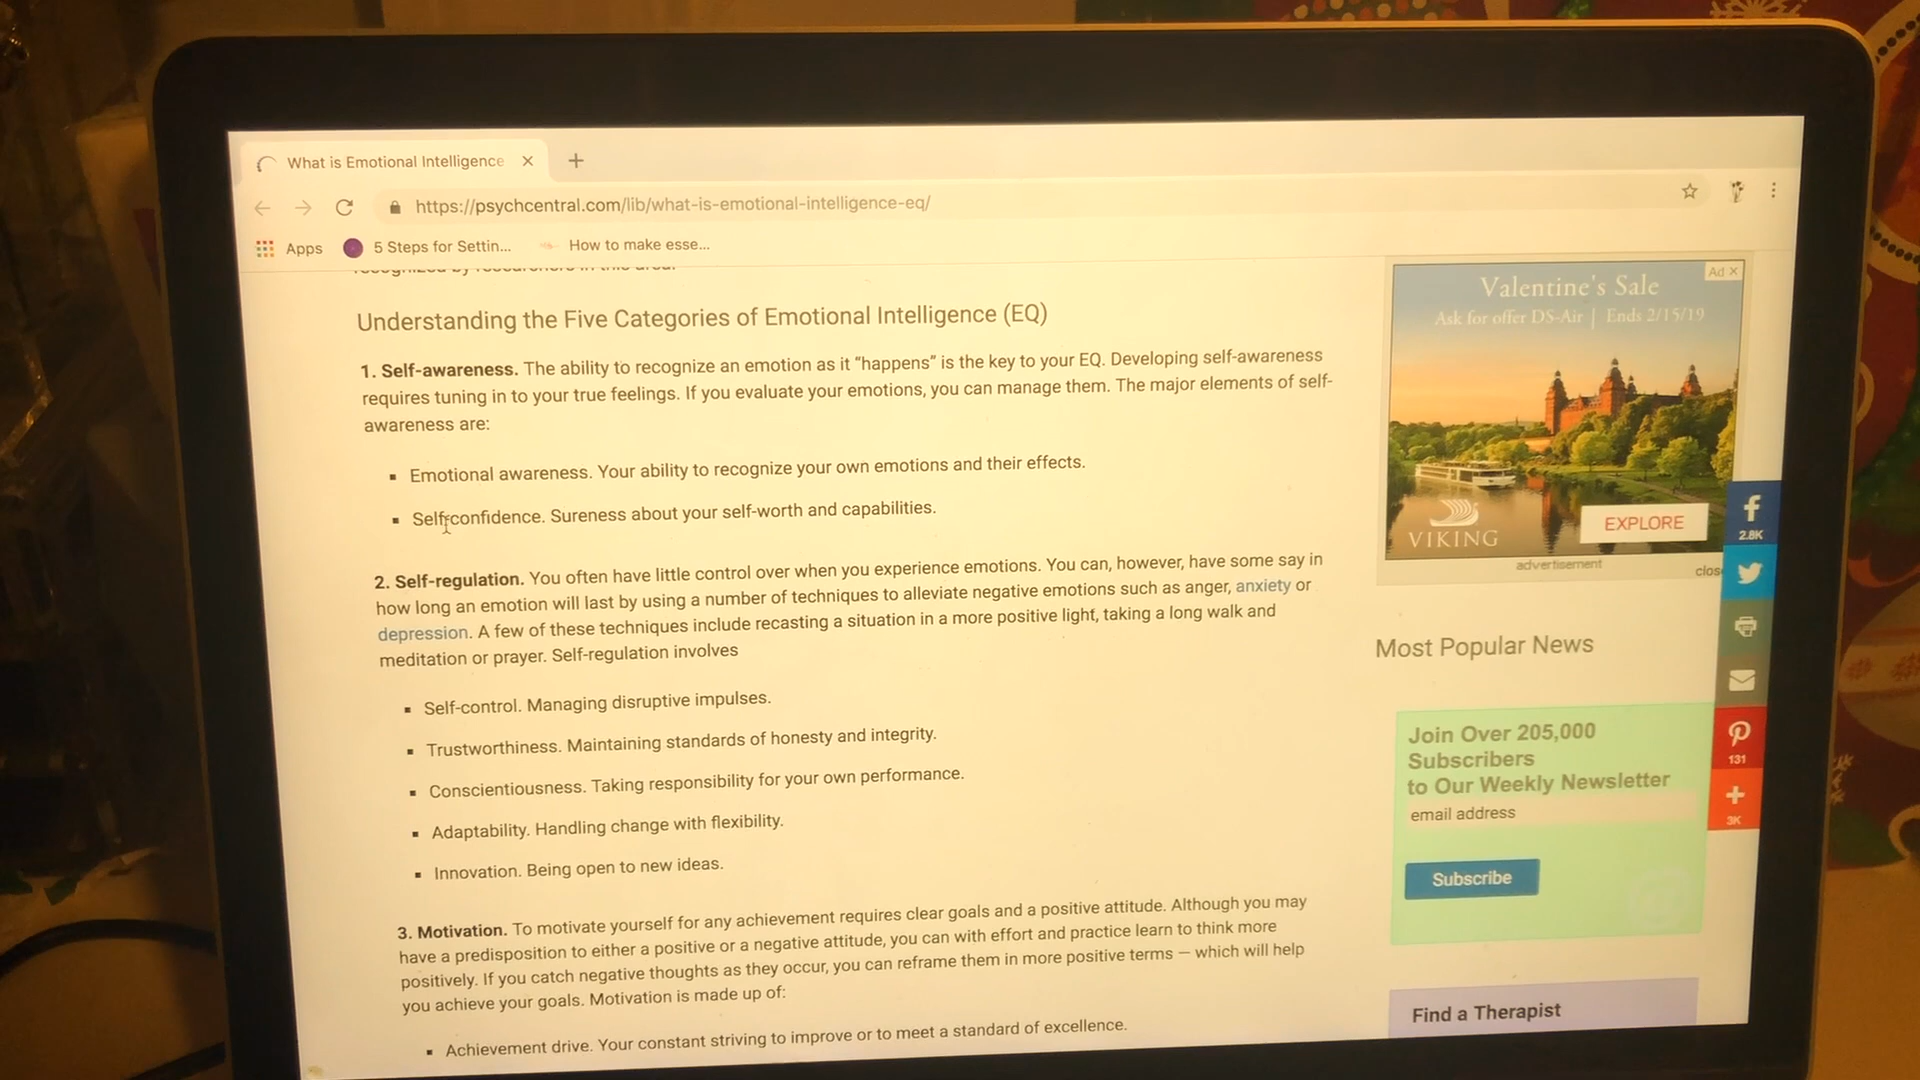 What is Emotional Intelligence
https://psychcentral.com/lib/what-is-emotional-intelligence-eq/
Apps
5 Steps for Settin...
How to make esse...
recognized by researchers in this area.
Understanding the Five Categories of Emotional Intelligence (EQ)
1. Self-awareness. The ability to recognize an emotion as it “happens” is the key to your EQ. Developing self-awareness
requires tuning in to your true feelings. If you evaluate your emotions, you can manage them. The major elements of self-
awareness are:
▪ Emotional awareness. Your ability to recognize your own emotions and their effects.
▪ Self-confidence. Sureness about your self-worth and capabilities.
2. Self-regulation. You often have little control over when you experience emotions. You can, however, have some say in
how long an emotion will last by using a number of techniques to alleviate negative emotions such as anger, anxiety or
depression. A few of these techniques include recasting a situation in a more positive light, taking a long walk and
meditation or prayer. Self-regulation involves
▪ Self-control. Managing disruptive impulses.
▪ Trustworthiness. Maintaining standards of honesty and integrity.
▪ Conscientiousness. Taking responsibility for your own performance.
▪ Adaptability. Handling change with flexibility.
▪ Innovation. Being open to new ideas.
3. Motivation. To motivate yourself for any achievement requires clear goals and a positive attitude. Although you may
have a predisposition to either a positive or a negative attitude, you can with effort and practice learn to think more
positively. If you catch negative thoughts as they occur, you can reframe them in more positive terms — which will help
you achieve your goals. Motivation is made up of:
▪ Achievement drive. Your constant striving to improve or to meet a standard of excellence.
Ad
Valentine's Sale
Ask for offer DS-Air | Ends 2/15/19
VIKING
EXPLORE
advertisement
clos
2.8K
131
3K
Most Popular News
Join Over 205,000
Subscribers
to Our Weekly Newsletter
email address
Subscribe
Find a Therapist